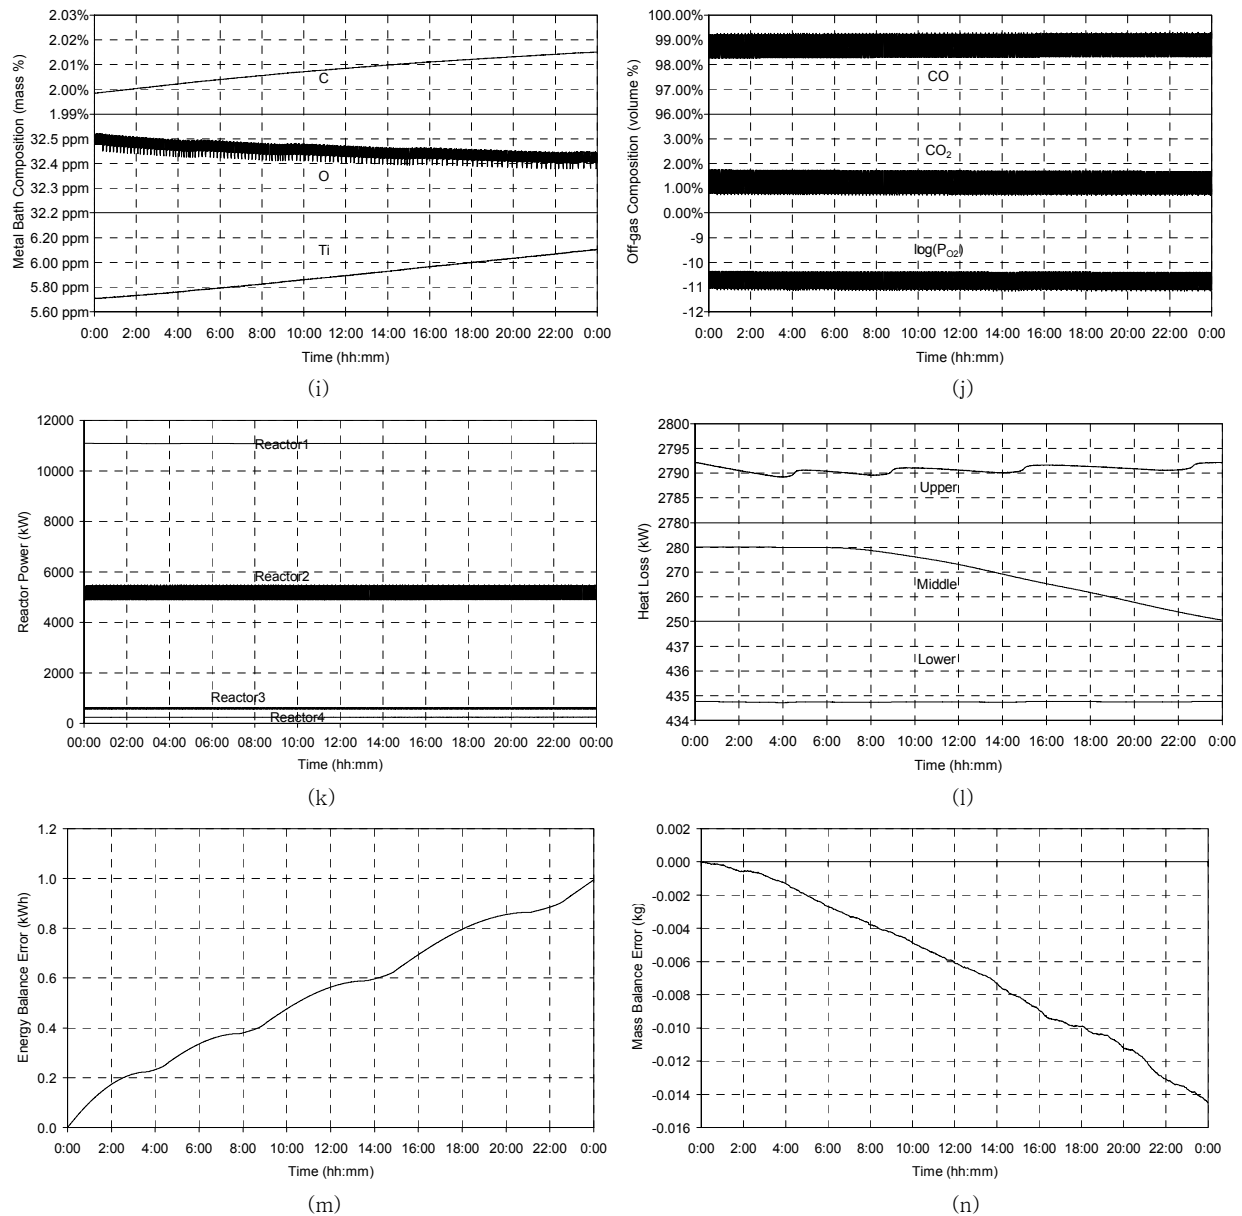 2.03%
2.02%
2.01%
2.00%
1.99%
32.5 ppm
32.4 ppm
32.3 ppm
32.2 ppm
6.20 ppm
6.00 ppm
5.80 ppm
5.60 ppm
Metal Bath Composition (mass %)
C
O
Ti
0:00 2:00 4:00 6:00 8:00 10:00 12:00 14:00 16:00 18:00 20:00 22:00 0:00
Time (hh:mm)
(i)
100.00%
99.00%
98.00%
97.00%
96.00%
3.00%
2.00%
1.00%
0.00%
-9
-10
-11
-12
Off-gas Composition (volume %)
CO
CO2
log(PO2)
0:00 2:00 4:00 6:00 8:00 10:00 12:00 14:00 16:00 18:00 20:00 22:00 0:00
Time (hh:mm)
(j)
12000
10000
8000
6000
4000
2000
0
Reactor Power (kW)
Reactor1
Reactor2
Reactor3
Reactor4
00:00 02:00 04:00 06:00 08:00 10:00 12:00 14:00 16:00 18:00 20:00 22:00 00:00
Time (hh:mm)
(k)
2800
2795
2790
2785
2780
280
270
260
250
437
436
435
434
Heat Loss (kW)
Upper
Middle
Lower
0:00 2:00 4:00 6:00 8:00 10:00 12:00 14:00 16:00 18:00 20:00 22:00 0:00
Time (hh:mm)
(l)
1.2
1.0
0.8
0.6
0.4
0.2
0.0
Energy Balance Error (kWh)
0:00 2:00 4:00 6:00 8:00 10:00 12:00 14:00 16:00 18:00 20:00 22:00 0:00
Time (hh:mm)
(m)
0.002
0.000
-0.002
-0.004
-0.006
-0.008
-0.010
-0.012
-0.014
-0.016
Mass Balance Error (kg)
0:00 2:00 4:00 6:00 8:00 10:00 12:00 14:00 16:00 18:00 20:00 22:00 0:00
Time (hh:mm)
(n)